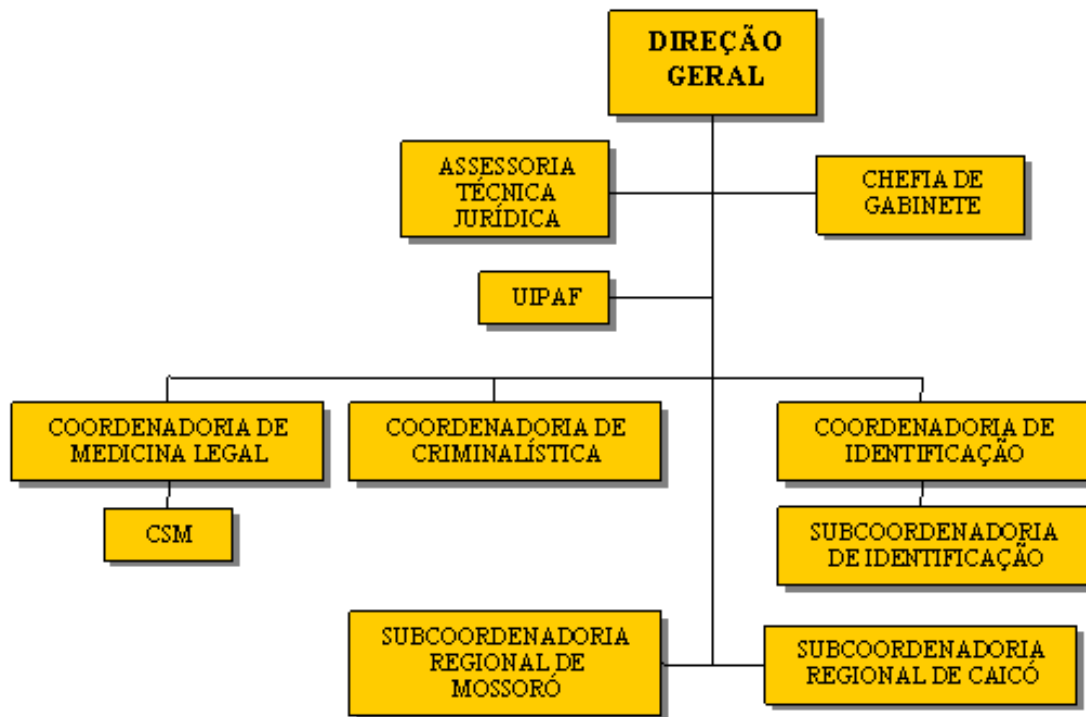 DIREÇÃO
GERAL
ASSESSORIA
TÉCNICA
JURÍDICA
CHEFIA DE
GABINETE
UIPAF
COORDENADORIA DE
MEDICINA LEGAL
COORDENADORIA DE
CRIMINALÍSTICA
COORDENADORIA DE
IDENTIFICAÇÃO
CSM
SUBCOORDENADORIA
DE IDENTIFICAÇÃO
SUBCOORDENADORIA
REGIONAL DE
MOSSORÓ
SUBCOORDENADORIA
REGIONAL DE CAICÓ